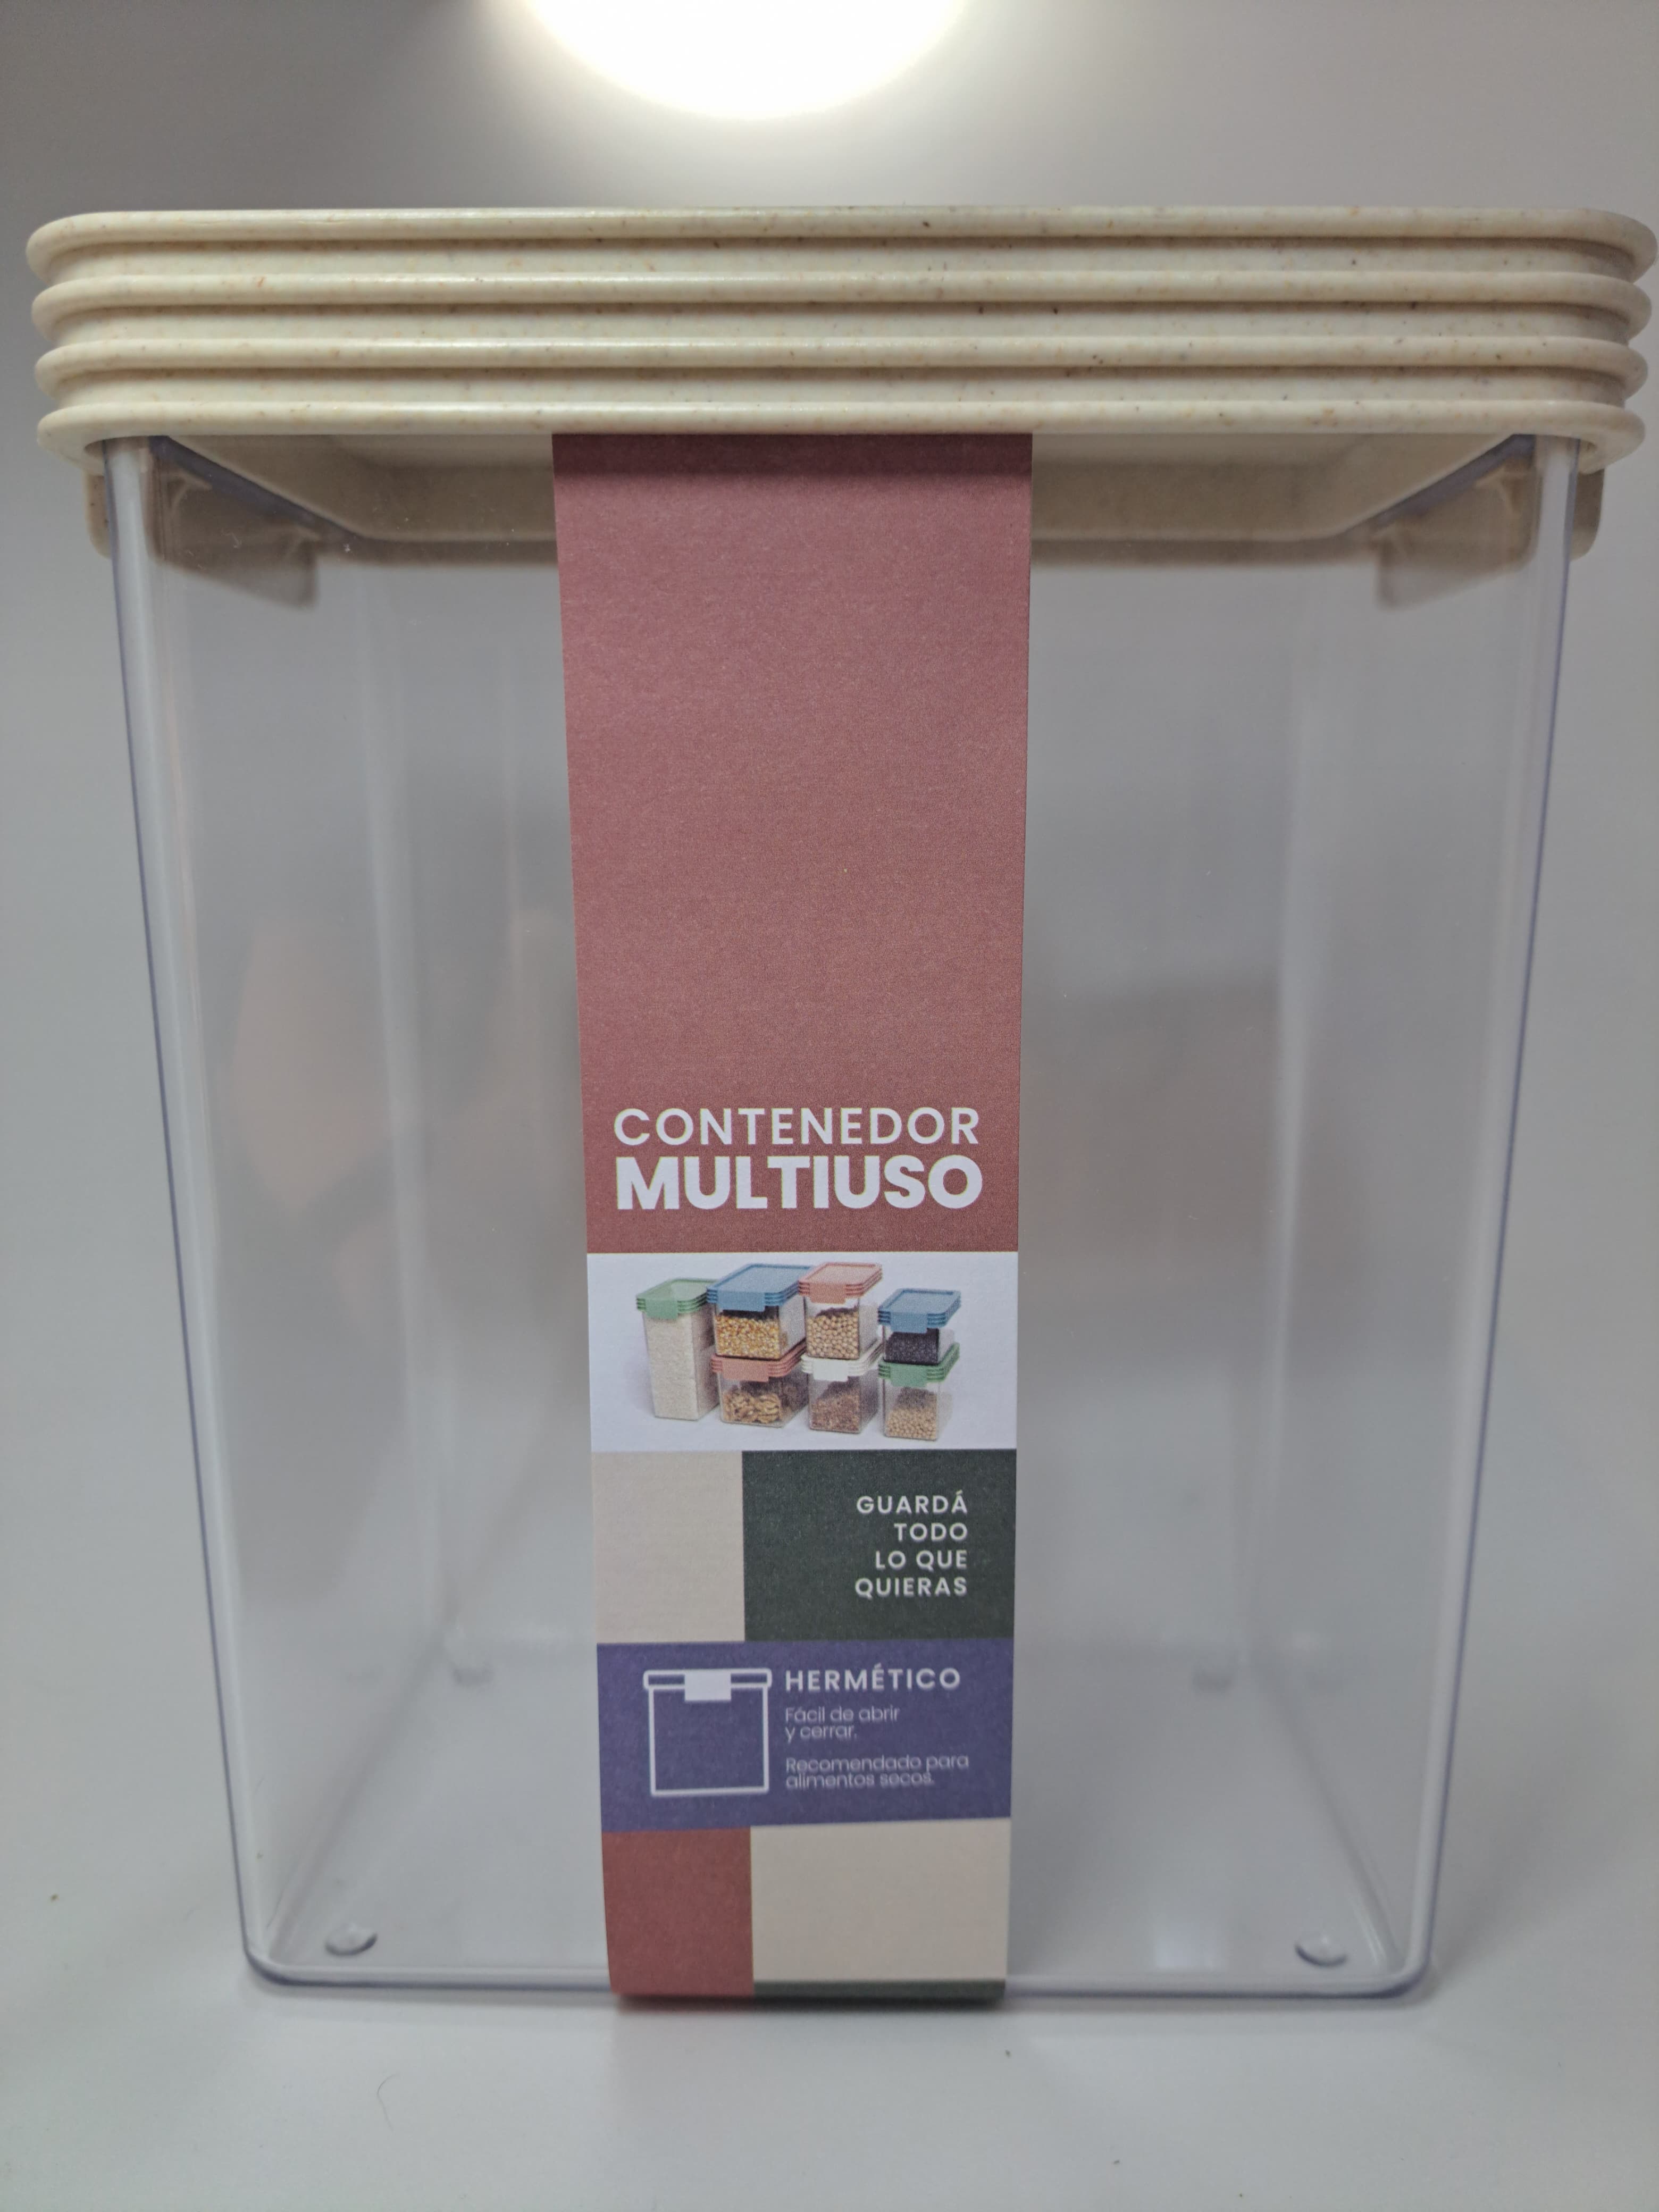 CONTENEDOR
MULTIUSO
GUARDÁ
TODO
LO QUE
QUIERAS
HERMÉTICO
Fácil de abrir
y cerrar.
Recomendado para
alimentos secos.